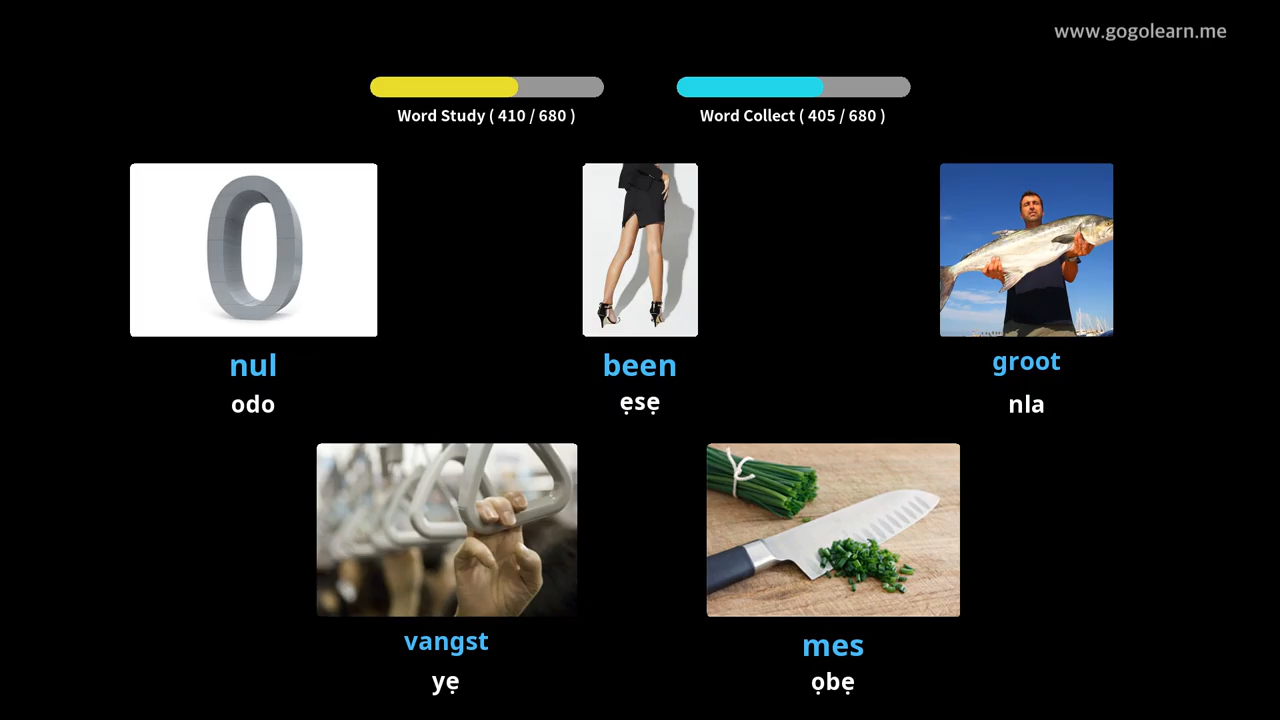 www.gogolearn.me
Word Study ( 410 / 680 )
Word Collect ( 405 / 680 )
nul
odo
been
ẹsẹ
groot
nla
vangst
yẹ
mes
ọbẹ